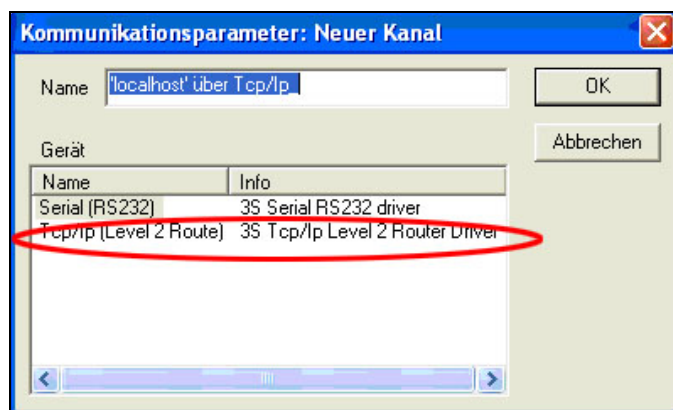 Kommunikationsparameter: Neuer Kanal
Name 'localhost' über Tcp/Ip_ OK
Abbrechen
Gerät
Name Info
Serial (RS232) 3S Serial RS232 driver
Tcp/Ip (Level 2 Route) 3S Tcp/Ip Level 2 Router Driver